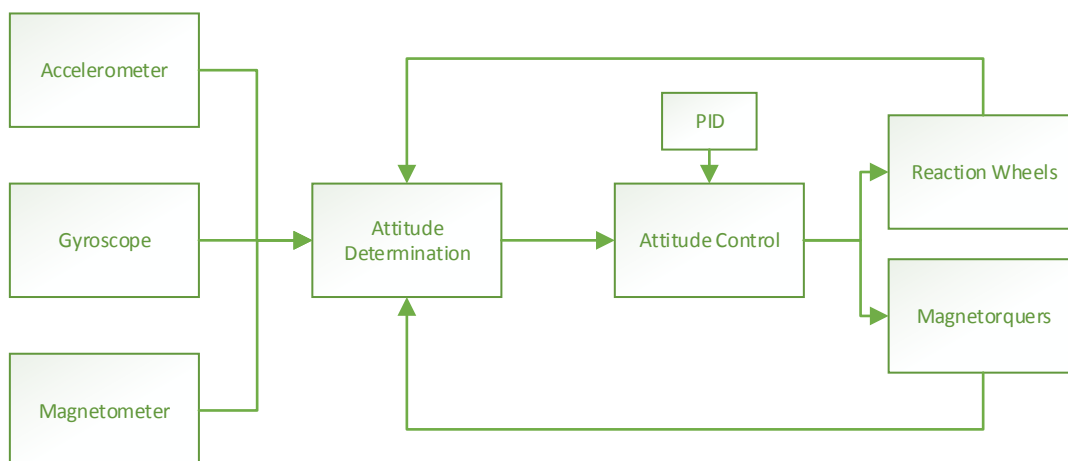 Accelerometer
PID
Reaction Wheels
Gyroscope
Attitude
Determination
Attitude Control
Magnetorquers
Magnetometer